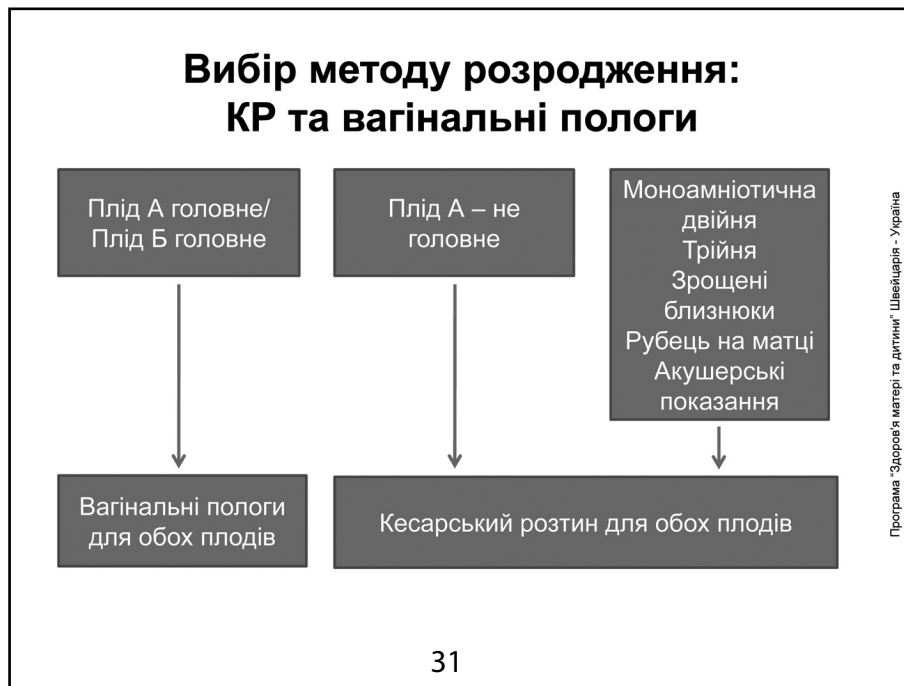 Вибір методу розродження:
КР та вагінальні пологи
Плід А головне/
Плід Б головне
Плід А – не
головне
Моноамніотична
двійня
Трійня
Зрощені
близнюки
Рубець на матці
Акушерські
показання
Вагінальні пологи
для обох плодів
Кесарський розтин для обох плодів
Програма “Здоров’я матері та дитини” Швейцарія - Україна
31